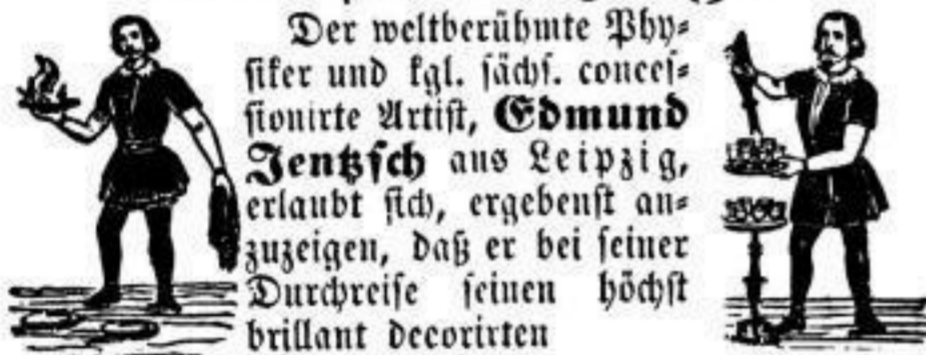 Der weltberühmte Phy=
siker und kgl. sächs. conces=
sionirte Artist, Edmund
Jentzsch aus Leipzig,
erlaubt sich, ergebenst an=
zuzeigen, daß er bei seiner
Durchreise seinen höchst
brillant decorirten